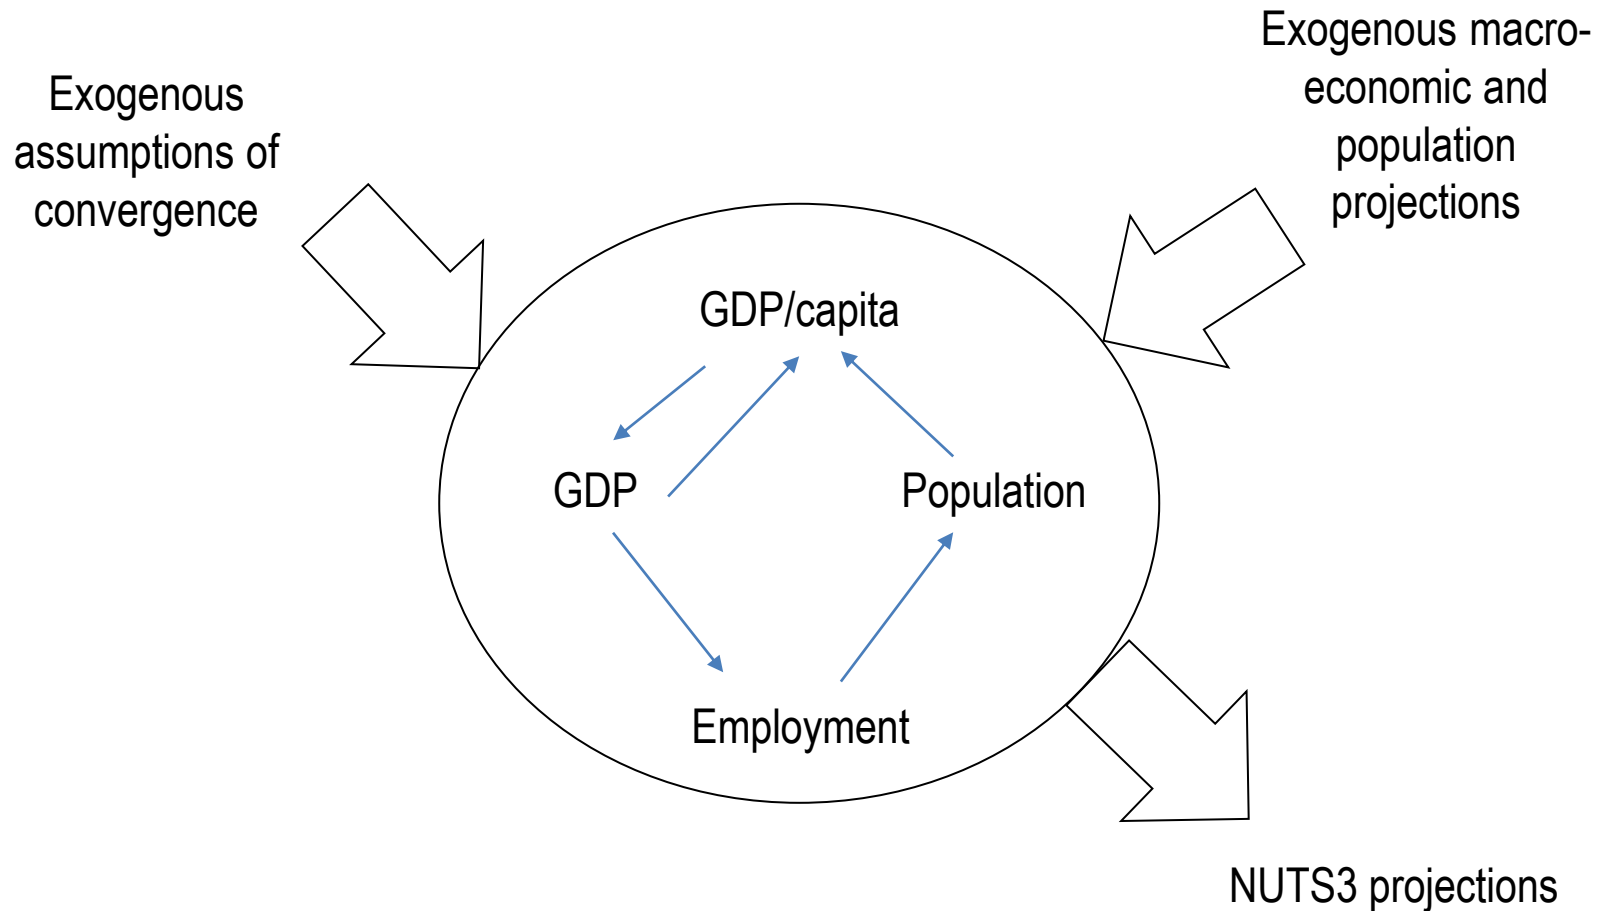 Exogenous
assumptions of
convergence
Exogenous macro-
economic and
population
projections
GDP/capita
GDP
Population
Employment
NUTS3 projections